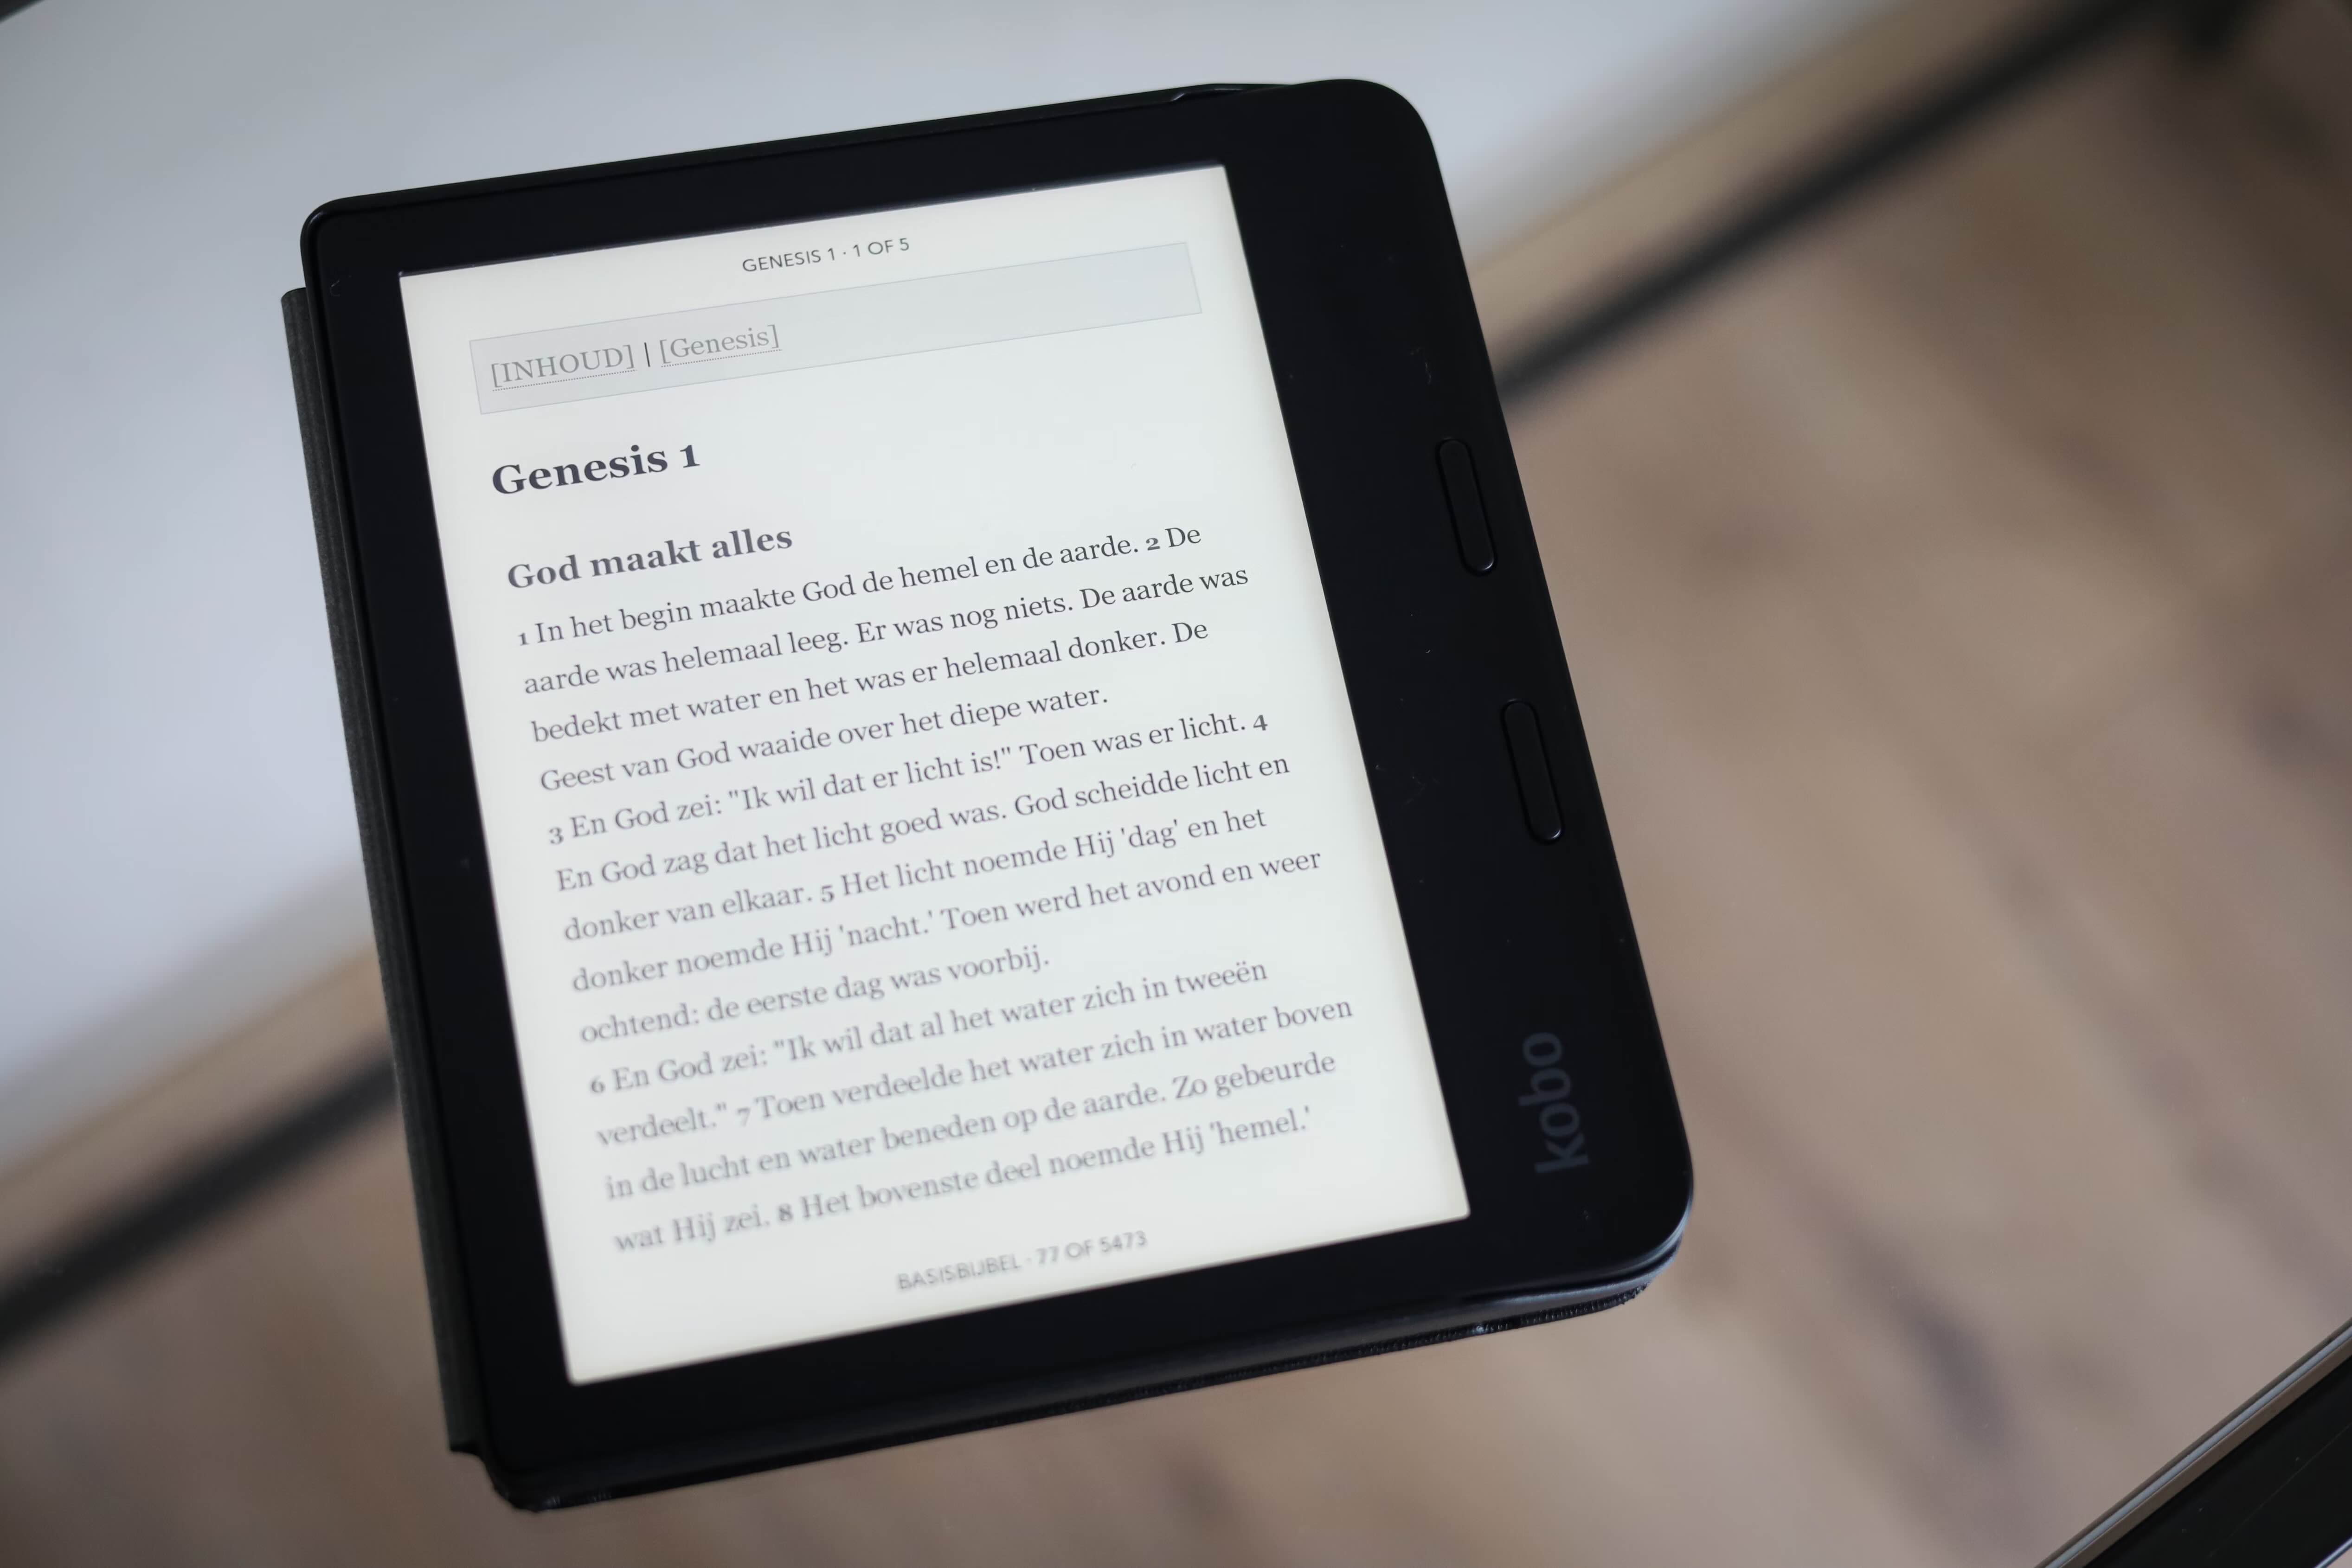 GENESIS 1 · 1 OF 5
[INHOUD] | [Genesis]
Genesis 1
God maakt alles
1 In het begin maakte God de hemel en de aarde. 2 De
aarde was helemaal leeg. Er was nog niets. De aarde was
bedekt met water en het was er helemaal donker. De
Geest van God waaide over het diepe water.
3 En God zei: "Ik wil dat er licht is!" Toen was er licht. 4
En God zag dat het licht goed was. God scheidde licht en
donker van elkaar. 5 Het licht noemde Hij 'dag' en het
donker noemde Hij 'nacht.' Toen werd het avond en weer
ochtend: de eerste dag was voorbij.
6 En God zei: "Ik wil dat al het water zich in tweeën
verdeelt." 7 Toen verdeelde het water zich in water boven
in de lucht en water beneden op de aarde. Zo gebeurde
wat Hij zei. 8 Het bovenste deel noemde Hij 'hemel.'
BASISBIJBEL · 77 OF 5473
kobo